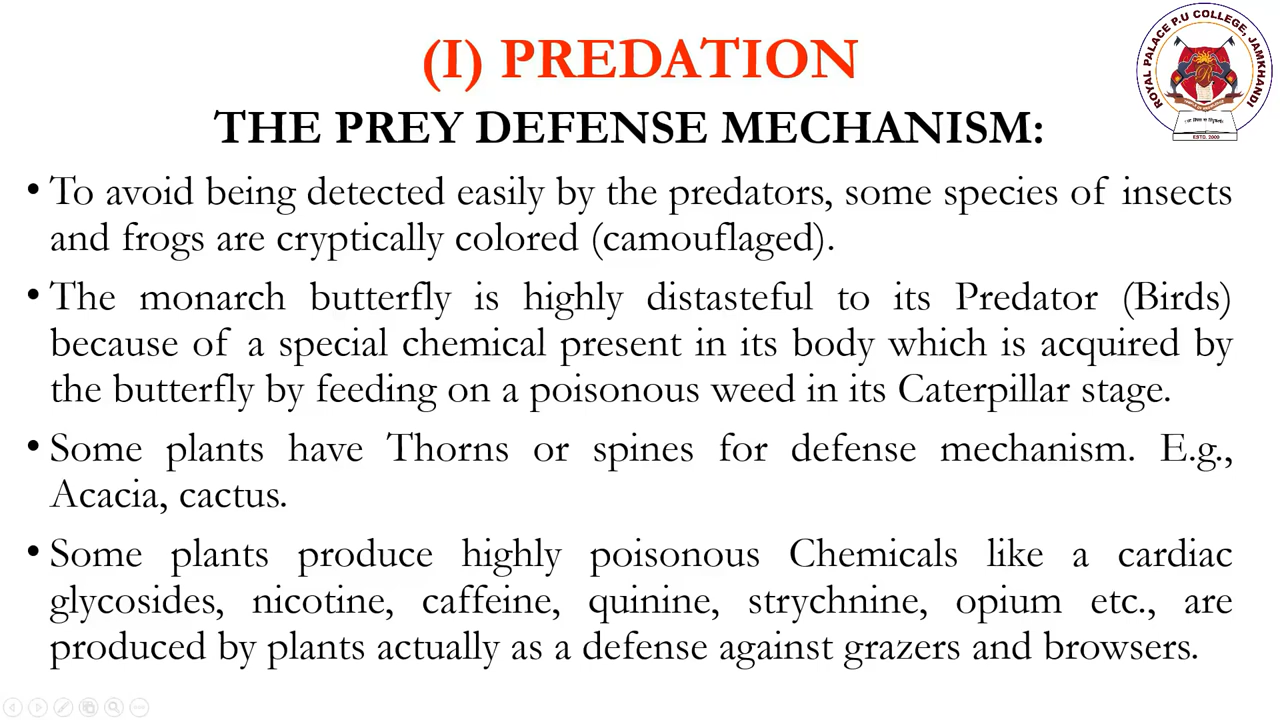 (I) PREDATION
ROYAL PALACE P.U COLLEGE, JAMKHANDI
ESTD. 2009
THE PREY DEFENSE MECHANISM:
• To avoid being detected easily by the predators, some species of insects
and frogs are cryptically colored (camouflaged).
• The monarch butterfly is highly distasteful to its Predator (Birds)
because of a special chemical present in its body which is acquired by
the butterfly by feeding on a poisonous weed in its Caterpillar stage.
• Some plants have Thorns or spines for defense mechanism. E.g.,
Acacia, cactus.
• Some plants produce highly poisonous Chemicals like a cardiac
glycosides, nicotine, caffeine, quinine, strychnine, opium etc., are
produced by plants actually as a defense against grazers and browsers.